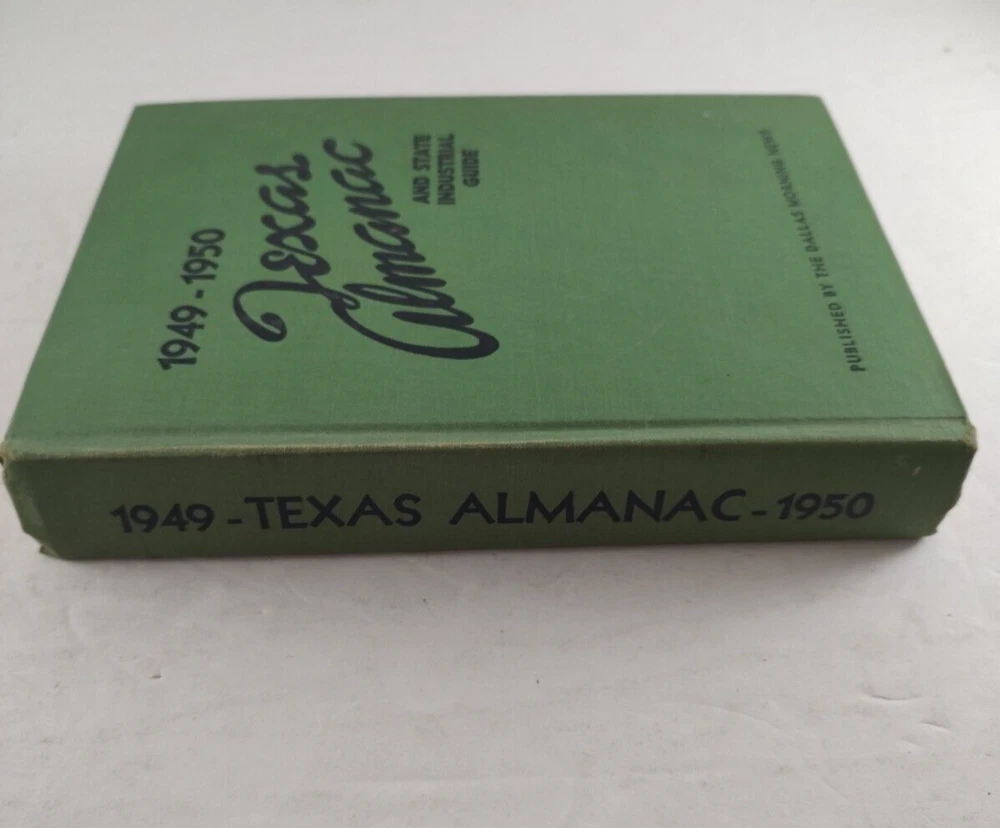 1949-1950
Texas
Almanac
AND STATE
INDUSTRIAL
GUIDE
PUBLISHED BY THE DALLAS MORNING NEWS
1949-TEXAS ALMANAC-1950